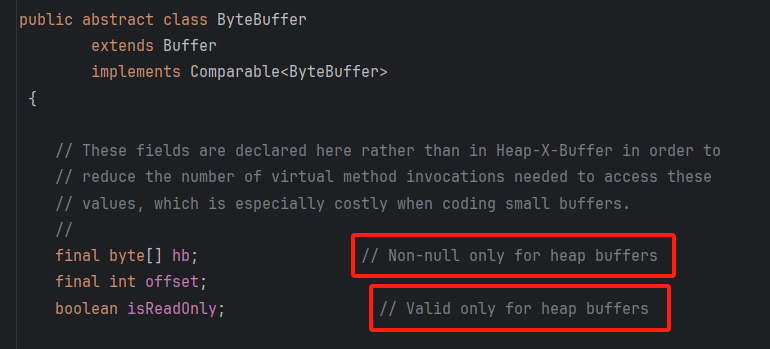 public abstract class ByteBuffer
extends Buffer
implements Comparable<ByteBuffer>
{
// These fields are declared here rather than in Heap-X-Buffer in order to
// reduce the number of virtual method invocations needed to access these
// values, which is especially costly when coding small buffers.
//
final byte[] hb; // Non-null only for heap buffers
final int offset;
boolean isReadOnly; // Valid only for heap buffers